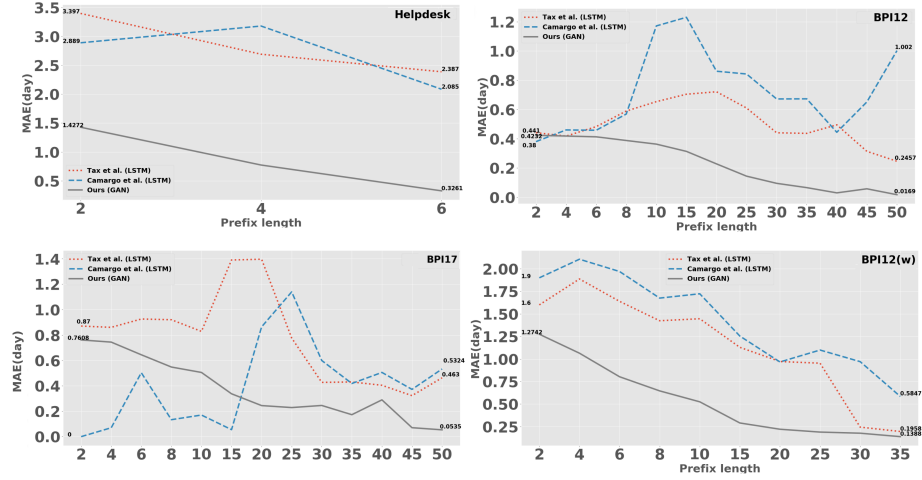 Helpdesk
3.5
3.0
2.5
2.0
1.5
1.0
0.5
MAE(day)
3.397
2.889
1.4272
2.387
2.085
0.3261
Tax et al. (LSTM)
Camargo et al. (LSTM)
Ours (GAN)
2 4 6
Prefix length
BPI12
1.2
1.0
0.8
0.6
0.4
0.2
0.0
MAE(day)
Tax et al. (LSTM)
Camargo et al. (LSTM)
Ours (GAN)
0.441
0.4232
0.38
1.002
0.2457
0.0169
2 4 6 8 10 15 20 25 30 35 40 45 50
Prefix length
BPI17
1.4
1.2
1.0
0.8
0.6
0.4
0.2
0.0
MAE(day)
Tax et al. (LSTM)
Camargo et al. (LSTM)
Ours (GAN)
0.87
0.7608
0
0.5324
0.463
0.0535
2 4 6 8 10 15 20 25 30 35 40 45 50
Prefix length
BPI12(w)
2.00
1.75
1.50
1.25
1.00
0.75
0.50
0.25
MAE(day)
Tax et al. (LSTM)
Camargo et al. (LSTM)
Ours (GAN)
1.9
1.6
1.2742
0.5847
0.1958
0.1388
2 4 6 8 10 15 20 25 30 35
Prefix length